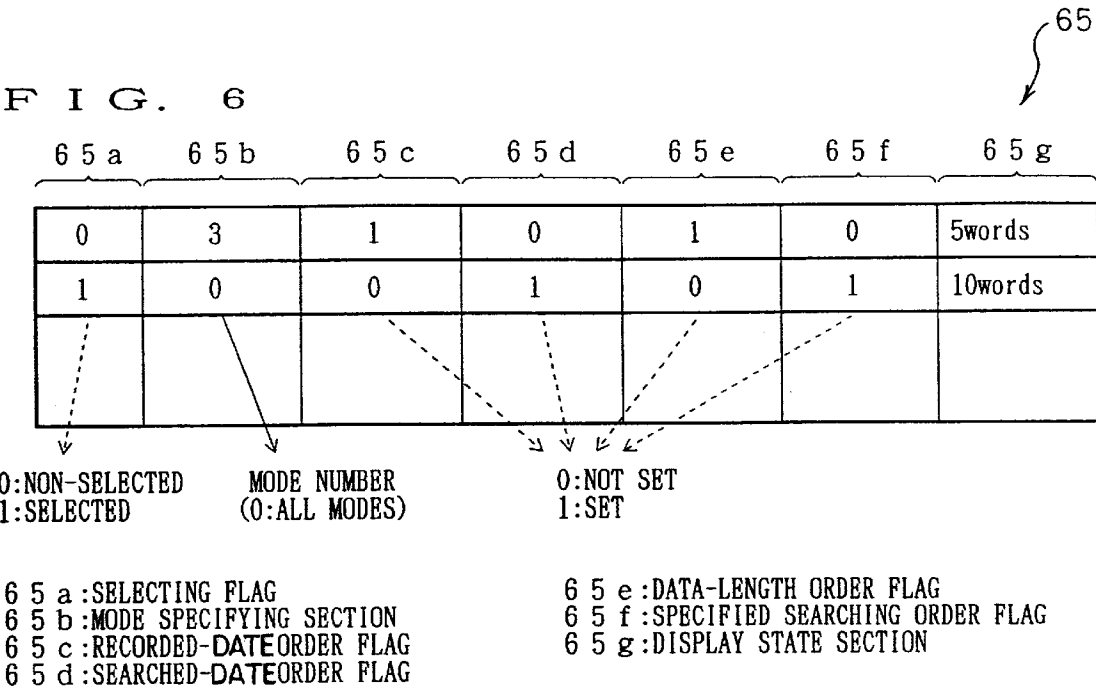 65
FIG. 6
65a 65b 65c 65d 65e 65f 65g
0 3 1 0 1 0 5words
1 0 0 1 0 1 10words
0:NON-SELECTED
1:SELECTED
MODE NUMBER
(0:ALL MODES)
0:NOT SET
1:SET
65a:SELECTING FLAG
65b:MODE SPECIFYING SECTION
65c:RECORDED-DATEORDER FLAG
65d:SEARCHED-DATEORDER FLAG
65e:DATA-LENGTH ORDER FLAG
65f:SPECIFIED SEARCHING ORDER FLAG
65g:DISPLAY STATE SECTION